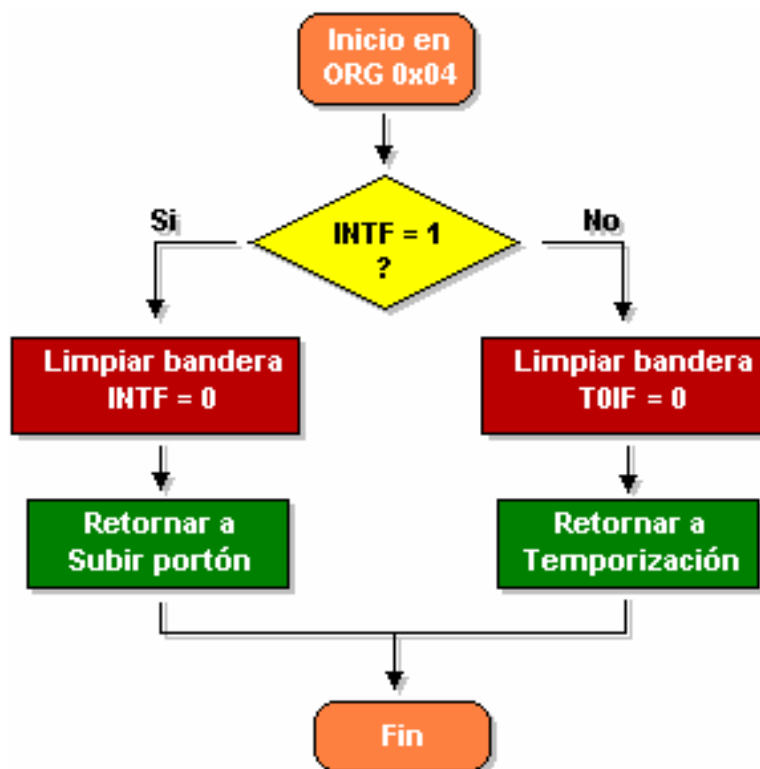 Inicio en
ORG 0x04
Si
No
INTF = 1
?
Limpiar bandera
INTF = 0
Limpiar bandera
T0IF = 0
Retornar a
Subir portón
Retornar a
Temporización
Fin